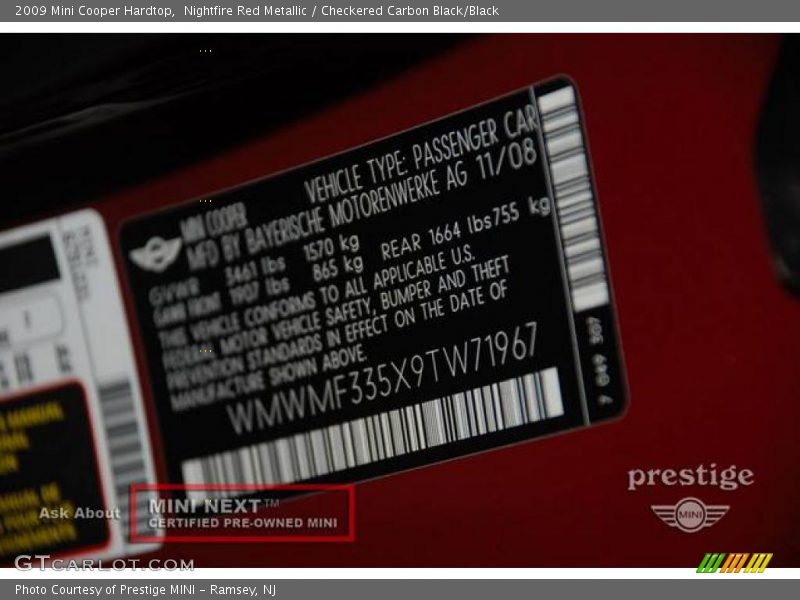 2009 Mini Cooper Hardtop, Nightfire Red Metallic / Checkered Carbon Black/Black
MINI COOPER
VEHICLE TYPE: PASSENGER CAR
MFD BY BAYERISCHE MOTORENWERKE AG 11/08
GVWR 3461 lbs 1570 kg
GAWR FRONT 1907 lbs 865 kg REAR 1664 lbs 755 kg
THIS VEHICLE CONFORMS TO ALL APPLICABLE U.S.
FEDERAL MOTOR VEHICLE SAFETY, BUMPER AND THEFT
PREVENTION STANDARDS IN EFFECT ON THE DATE OF
MANUFACTURE SHOWN ABOVE.
WMWMF335X9TW71967
prestige
MINI
Ask About
MINI NEXT™
CERTIFIED PRE-OWNED MINI
GTCARLOT.COM
Photo Courtesy of Prestige MINI – Ramsey, NJ